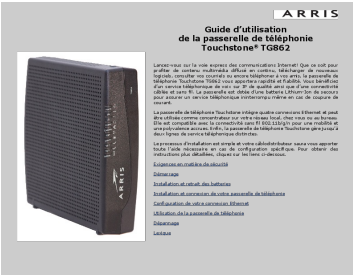 ARRIS
Guide d'utilisation
de la passerelle de téléphonie
Touchstone® TG862
Lancez-vous sur la voie express des communications Internet! Que ce soit pour
profiter de contenu multimédia diffusé en continu, télécharger de nouveaux
logiciels, consulter vos courriels ou encore téléphoner à vos amis, la passerelle de
téléphonie Touchstone TG862 vous apportera rapidité et fiabilité. Vous bénéficiez
d'un service téléphonique de voix sur IP de qualité ainsi que d'une connectivité
câblée et sans fil. La passerelle est dotée d'une batterie Lithium-Ion de secours
pour assurer un service téléphonique ininterrompu même en cas de coupure de
courant.
La passerelle de téléphonie Touchstone intègre quatre connexions Ethernet et peut
être utilisée comme concentrateur sur votre réseau local, chez vous ou au bureau.
Elle est compatible avec la connectivité sans fil 802.11b/g/n pour une mobilité et
une polyvalence accrues. Enfin, la passerelle de téléphonie Touchstone gère jusqu'à
deux lignes de service téléphonique distinctes.
Le processus d'installation est simple et votre câblodistributeur saura vous apporter
toute l'aide nécessaire en cas de configuration spécifique. Pour obtenir des
instructions plus détaillées, cliquez sur les liens ci-dessous.
Exigences en matière de sécurité
Démarrage
Installation et retrait des batteries
Installation et connexion de votre passerelle de téléphonie
Configuration de votre connexion Ethernet
Utilisation de la passerelle de téléphonie
Dépannage
Lexique
ARRIS